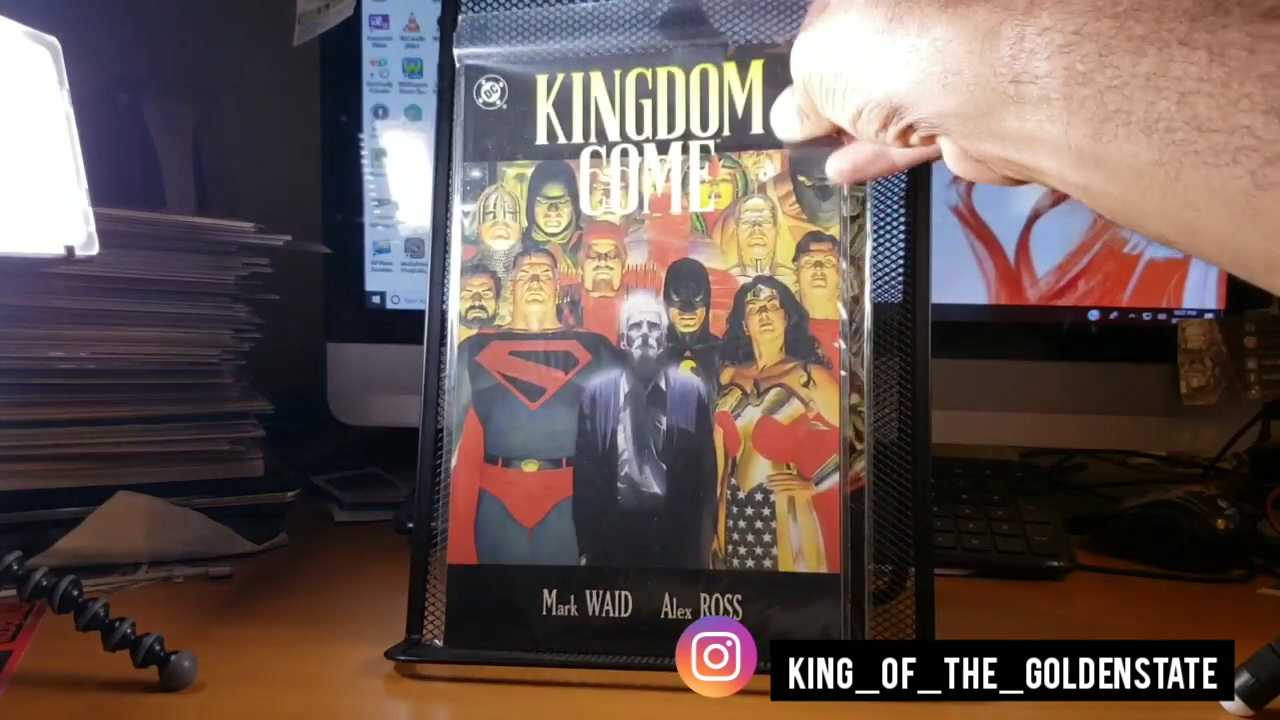 DC
KINGDOM
COME
Mark WAID Alex ROSS
KING_OF_THE_GOLDENSTATE